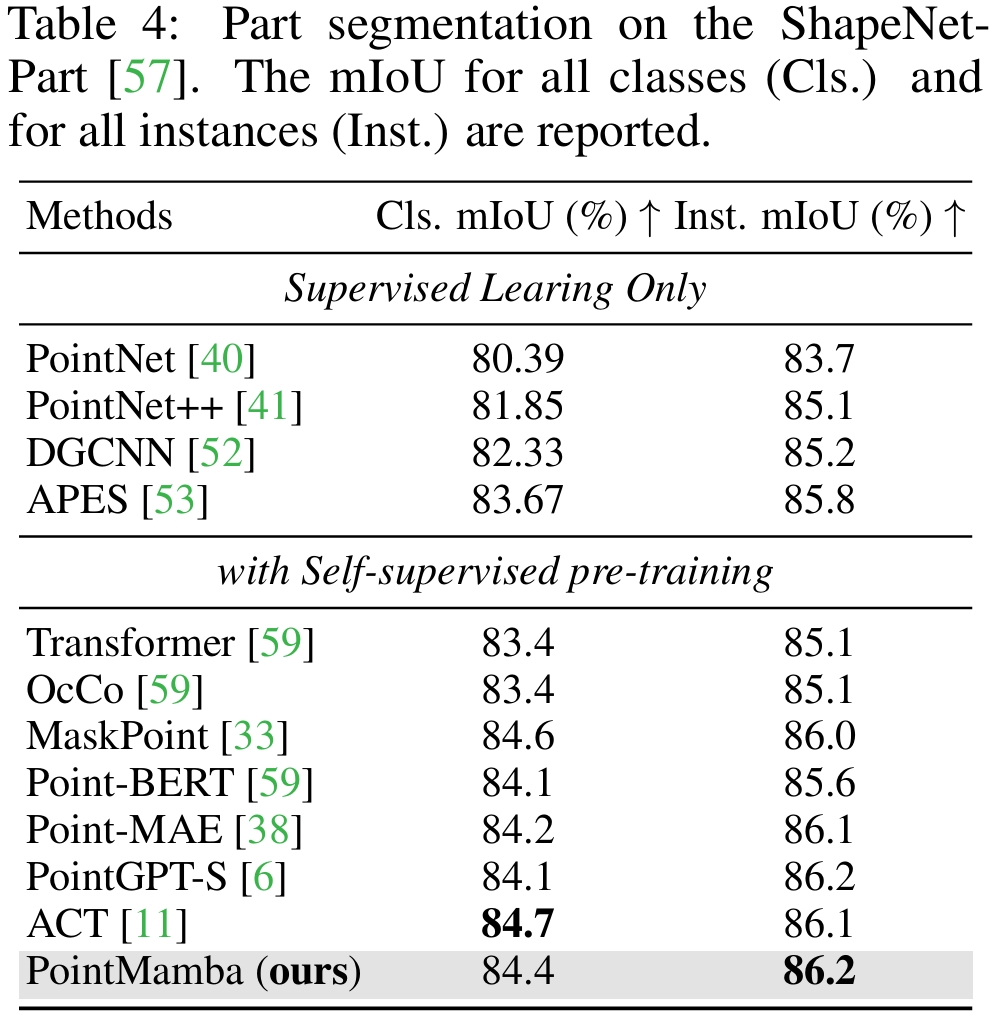 Table 4: Part segmentation on the ShapeNet-
Part [57]. The mIoU for all classes (Cls.) and
for all instances (Inst.) are reported.
Methods Cls. mIoU (%) ↑ Inst. mIoU (%) ↑
Supervised Learing Only
PointNet [40] 80.39 83.7
PointNet++ [41] 81.85 85.1
DGCNN [52] 82.33 85.2
APES [53] 83.67 85.8
with Self-supervised pre-training
Transformer [59] 83.4 85.1
OcCo [59] 83.4 85.1
MaskPoint [33] 84.6 86.0
Point-BERT [59] 84.1 85.6
Point-MAE [38] 84.2 86.1
PointGPT-S [6] 84.1 86.2
ACT [11] 84.7 86.1
PointMamba (ours) 84.4 86.2